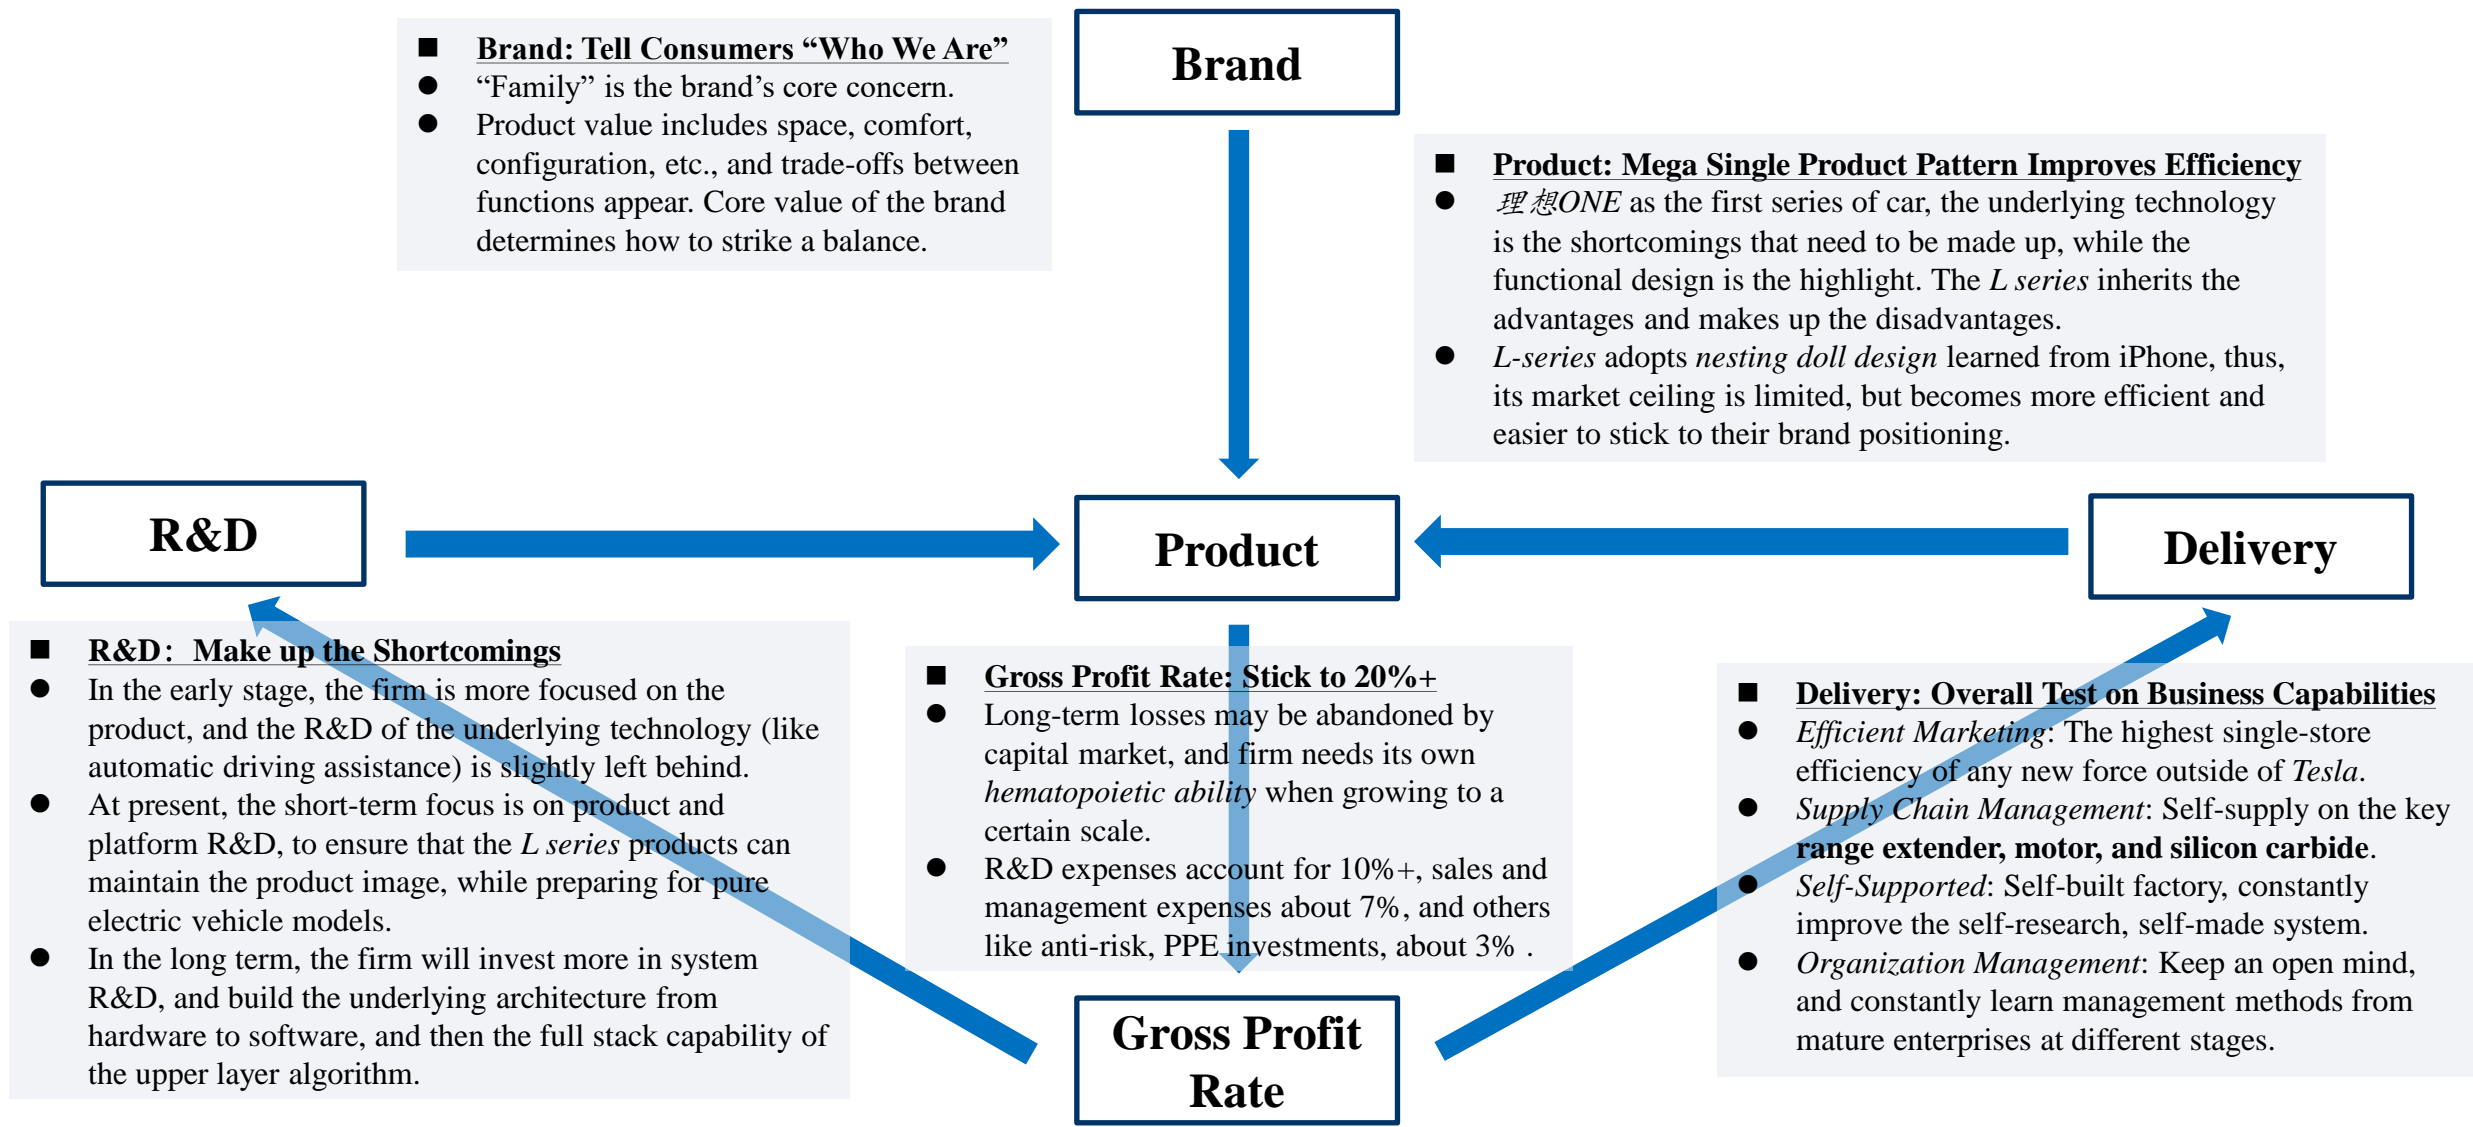 Brand
■ Brand: Tell Consumers “Who We Are”
● “Family” is the brand’s core concern.
● Product value includes space, comfort,
configuration, etc., and trade-offs between
functions appear. Core value of the brand
determines how to strike a balance.
■ Product: Mega Single Product Pattern Improves Efficiency
● 理想ONE as the first series of car, the underlying technology
is the shortcomings that need to be made up, while the
functional design is the highlight. The L series inherits the
advantages and makes up the disadvantages.
● L-series adopts nesting doll design learned from iPhone, thus,
its market ceiling is limited, but becomes more efficient and
easier to stick to their brand positioning.
R&D
Product
Delivery
■ R&D: Make up the Shortcomings
● In the early stage, the firm is more focused on the
product, and the R&D of the underlying technology (like
automatic driving assistance) is slightly left behind.
● At present, the short-term focus is on product and
platform R&D, to ensure that the L series products can
maintain the product image, while preparing for pure
electric vehicle models.
● In the long term, the firm will invest more in system
R&D, and build the underlying architecture from
hardware to software, and then the full stack capability of
the upper layer algorithm.
■ Gross Profit Rate: Stick to 20%+
● Long-term losses may be abandoned by
capital market, and firm needs its own
hematopoietic ability when growing to a
certain scale.
● R&D expenses account for 10%+, sales and
management expenses about 7%, and others
like anti-risk, PPE investments, about 3% .
■ Delivery: Overall Test on Business Capabilities
● Efficient Marketing: The highest single-store
efficiency of any new force outside of Tesla.
● Supply Chain Management: Self-supply on the key
range extender, motor, and silicon carbide.
● Self-Supported: Self-built factory, constantly
improve the self-research, self-made system.
● Organization Management: Keep an open mind,
and constantly learn management methods from
mature enterprises at different stages.
Gross Profit
Rate